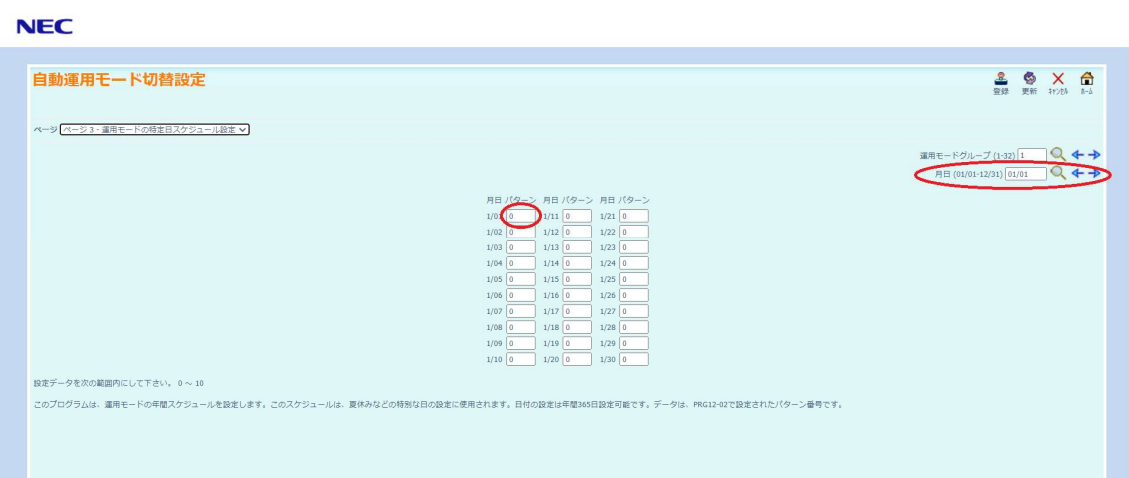 NEC
自動運用モード切替設定
登録 更新 ｷｬﾝｾﾙ ﾎｰﾑ
ページ ページ 3 - 運用モードの特定日スケジュール設定
運用モードグループ (1-32) 1
月日 (01/01-12/31) 01/01
月日 パターン 月日 パターン 月日 パターン
1/01 0 1/11 0 1/21 0
1/02 0 1/12 0 1/22 0
1/03 0 1/13 0 1/23 0
1/04 0 1/14 0 1/24 0
1/05 0 1/15 0 1/25 0
1/06 0 1/16 0 1/26 0
1/07 0 1/17 0 1/27 0
1/08 0 1/18 0 1/28 0
1/09 0 1/19 0 1/29 0
1/10 0 1/20 0 1/30 0
設定データを次の範囲内にして下さい。 0 ～ 10
このプログラムは、運用モードの年間スケジュールを設定します。このスケジュールは、夏休みなどの特別な日の設定に使用されます。日付の設定は年間365日設定可能です。データは、PRG12-02で設定されたパターン番号です。